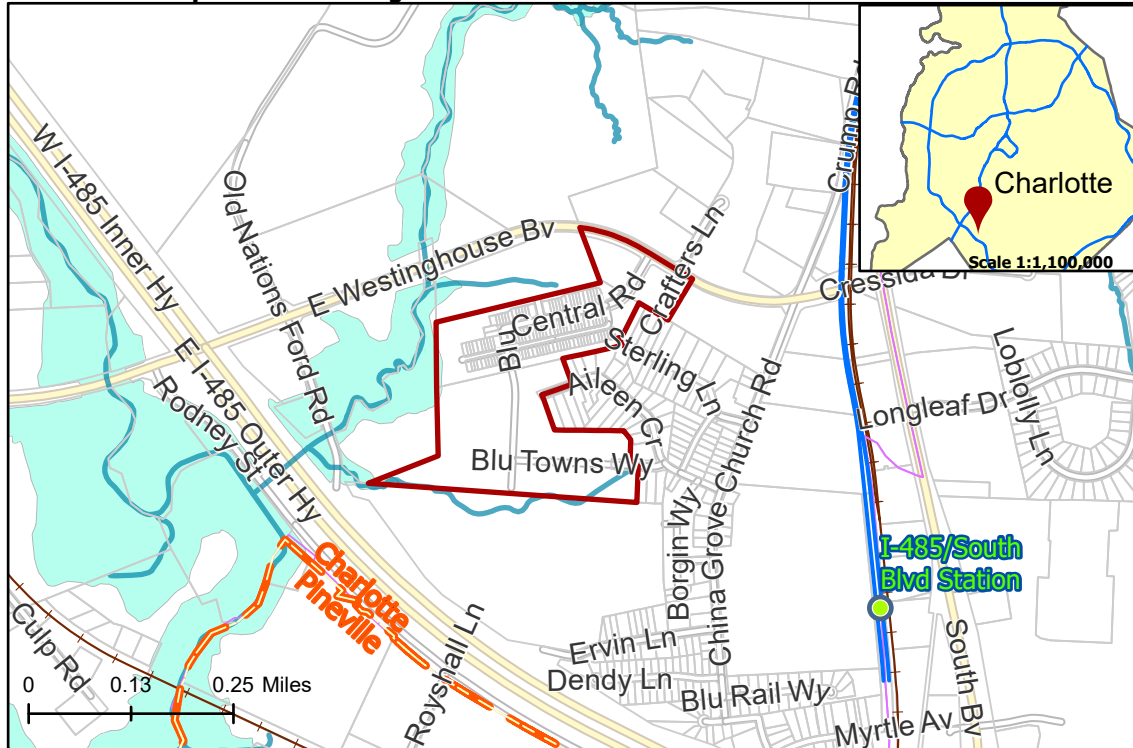 Crump Rd
Charlotte
Scale 1:1,100,000
W I-485 Inner Hy
Old Nations Ford Rd
E Westinghouse Bv
Crafters Ln
Cressida Dr
Central Rd
Blu
Sterling Ln
Loblolly Ln
E I-485 Outer Hy
Aileen Cr
Longleaf Dr
Rodney St
Blu Towns Wy
China Grove Church Rd
Borgin Wy
I-485/South
Blvd Station
Charlotte
Pineville
Culp Rd
Royshall Ln
Ervin Ln
Dendy Ln
Blu Rail Wy
South Bv
Myrtle Av
0 0.13 0.25 Miles